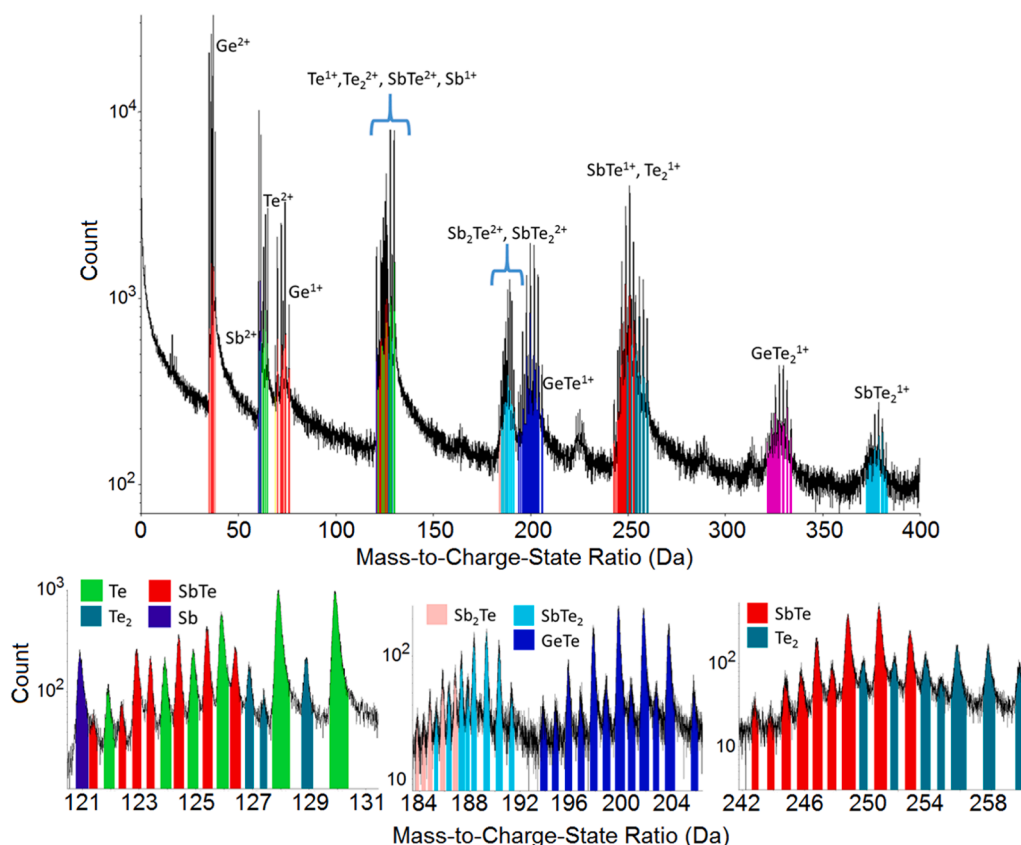 Ge²⁺
Te¹⁺,Te₂²⁺, SbTe²⁺, Sb¹⁺
10⁴
Count
Te²⁺
SbTe¹⁺, Te₂¹⁺
Sb₂Te²⁺, SbTe₂²⁺
10³
Ge¹⁺
Sb²⁺
GeTe¹⁺
GeTe₂¹⁺
SbTe₂¹⁺
10²
0 50 100 150 200 250 300 350 400
Mass-to-Charge-State Ratio (Da)
10³ Te SbTe
Te₂ Sb
Count
10²
121 123 125 127 129 131
Sb₂Te SbTe₂
GeTe
10²
10
184 188 192 196 200 204
SbTe
Te₂
10²
10
242 246 250 254 258
Mass-to-Charge-State Ratio (Da)